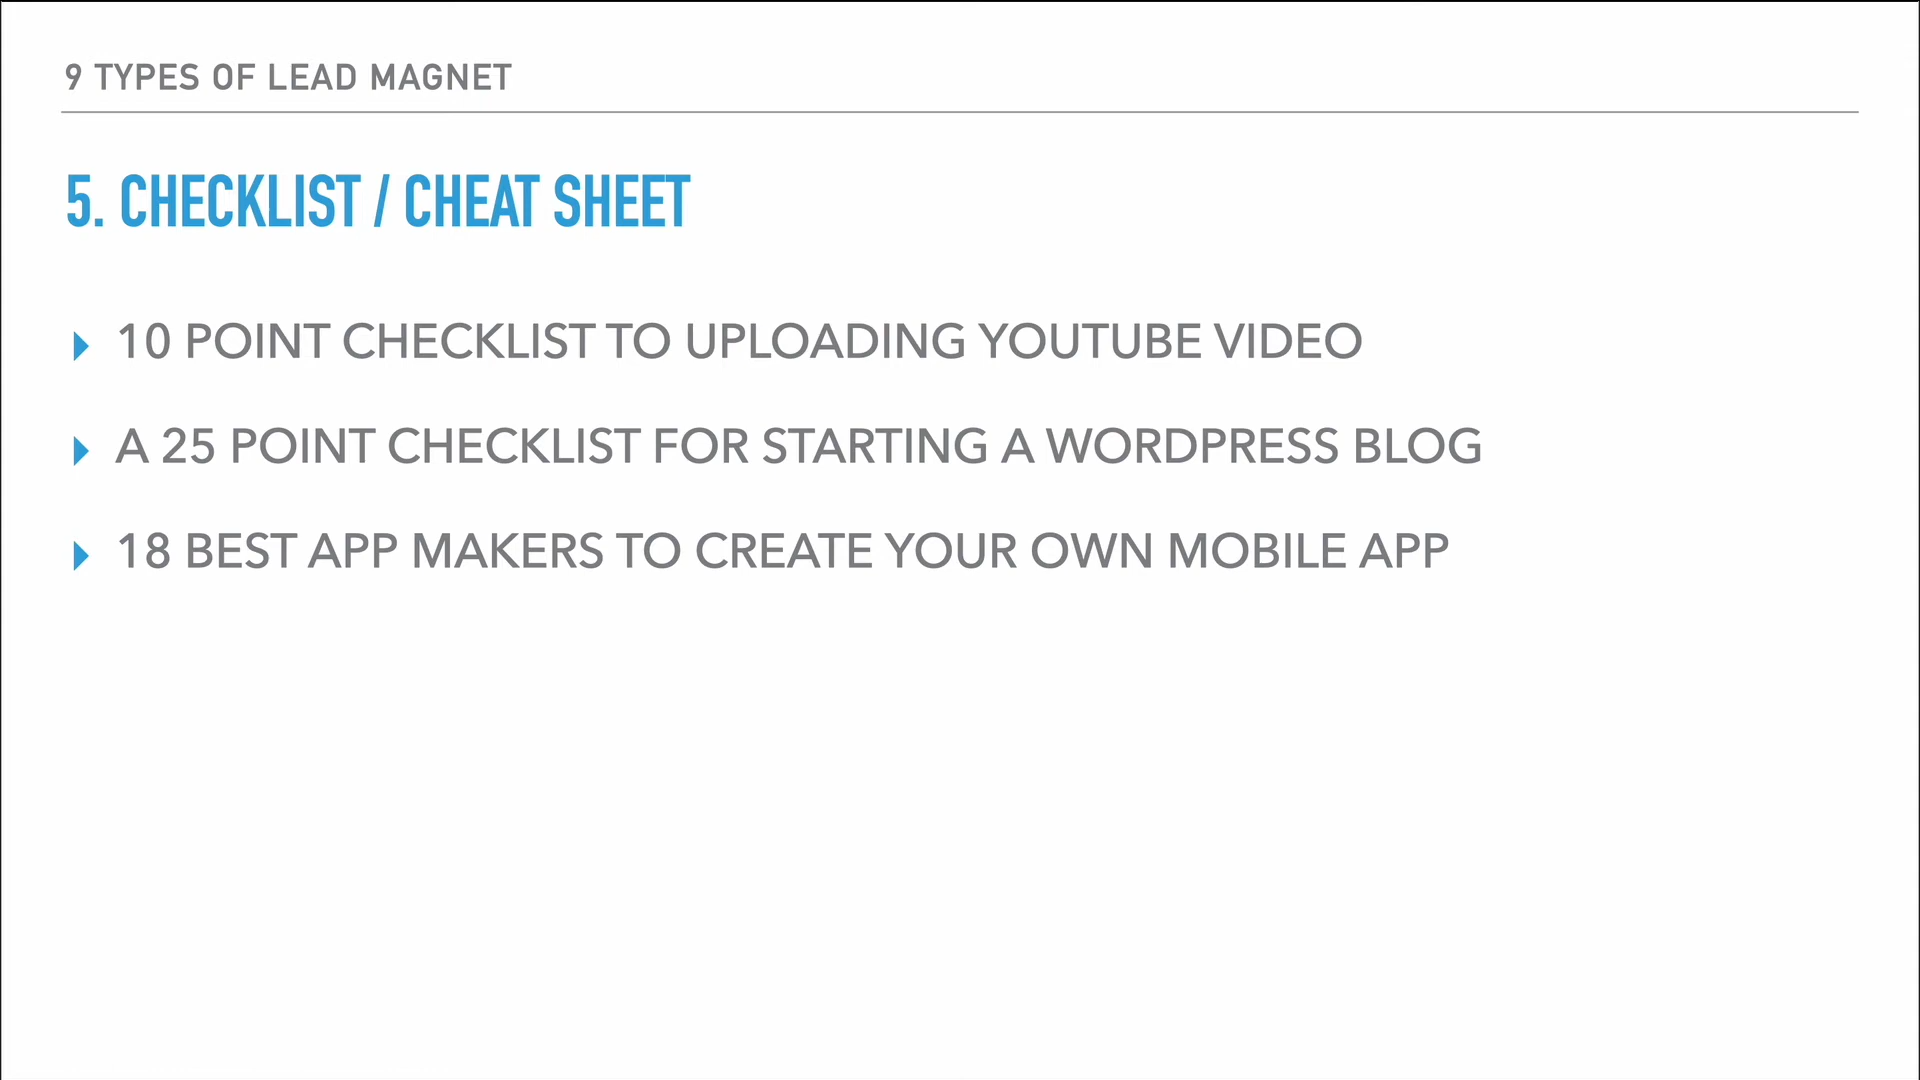 9 TYPES OF LEAD MAGNET
5. CHECKLIST / CHEAT SHEET
10 POINT CHECKLIST TO UPLOADING YOUTUBE VIDEO
A 25 POINT CHECKLIST FOR STARTING A WORDPRESS BLOG
18 BEST APP MAKERS TO CREATE YOUR OWN MOBILE APP